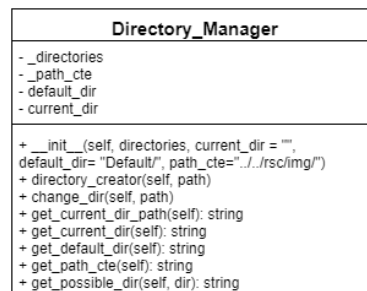 Directory_Manager
- _directories
- _path_cte
- default_dir
- current_dir
+ __init__(self, directories, current_dir = "",
default_dir= "Default/", path_cte="../../rsc/img/")
+ directory_creator(self, path)
+ change_dir(self, path)
+ get_current_dir_path(self): string
+ get_current_dir(self): string
+ get_default_dir(self): string
+ get_path_cte(self): string
+ get_possible_dir(self, dir): string